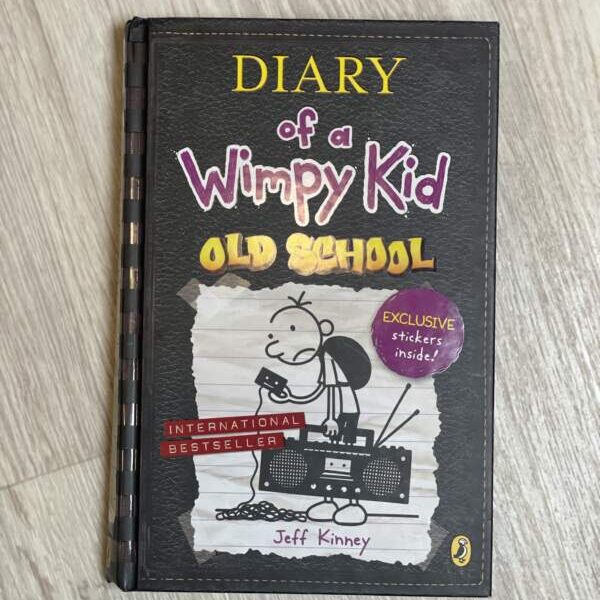 DIARY
of a
Wimpy Kid
OLD SCHOOL
EXCLUSIVE
stickers
inside!
INTERNATIONAL
BESTSELLER
Jeff Kinney